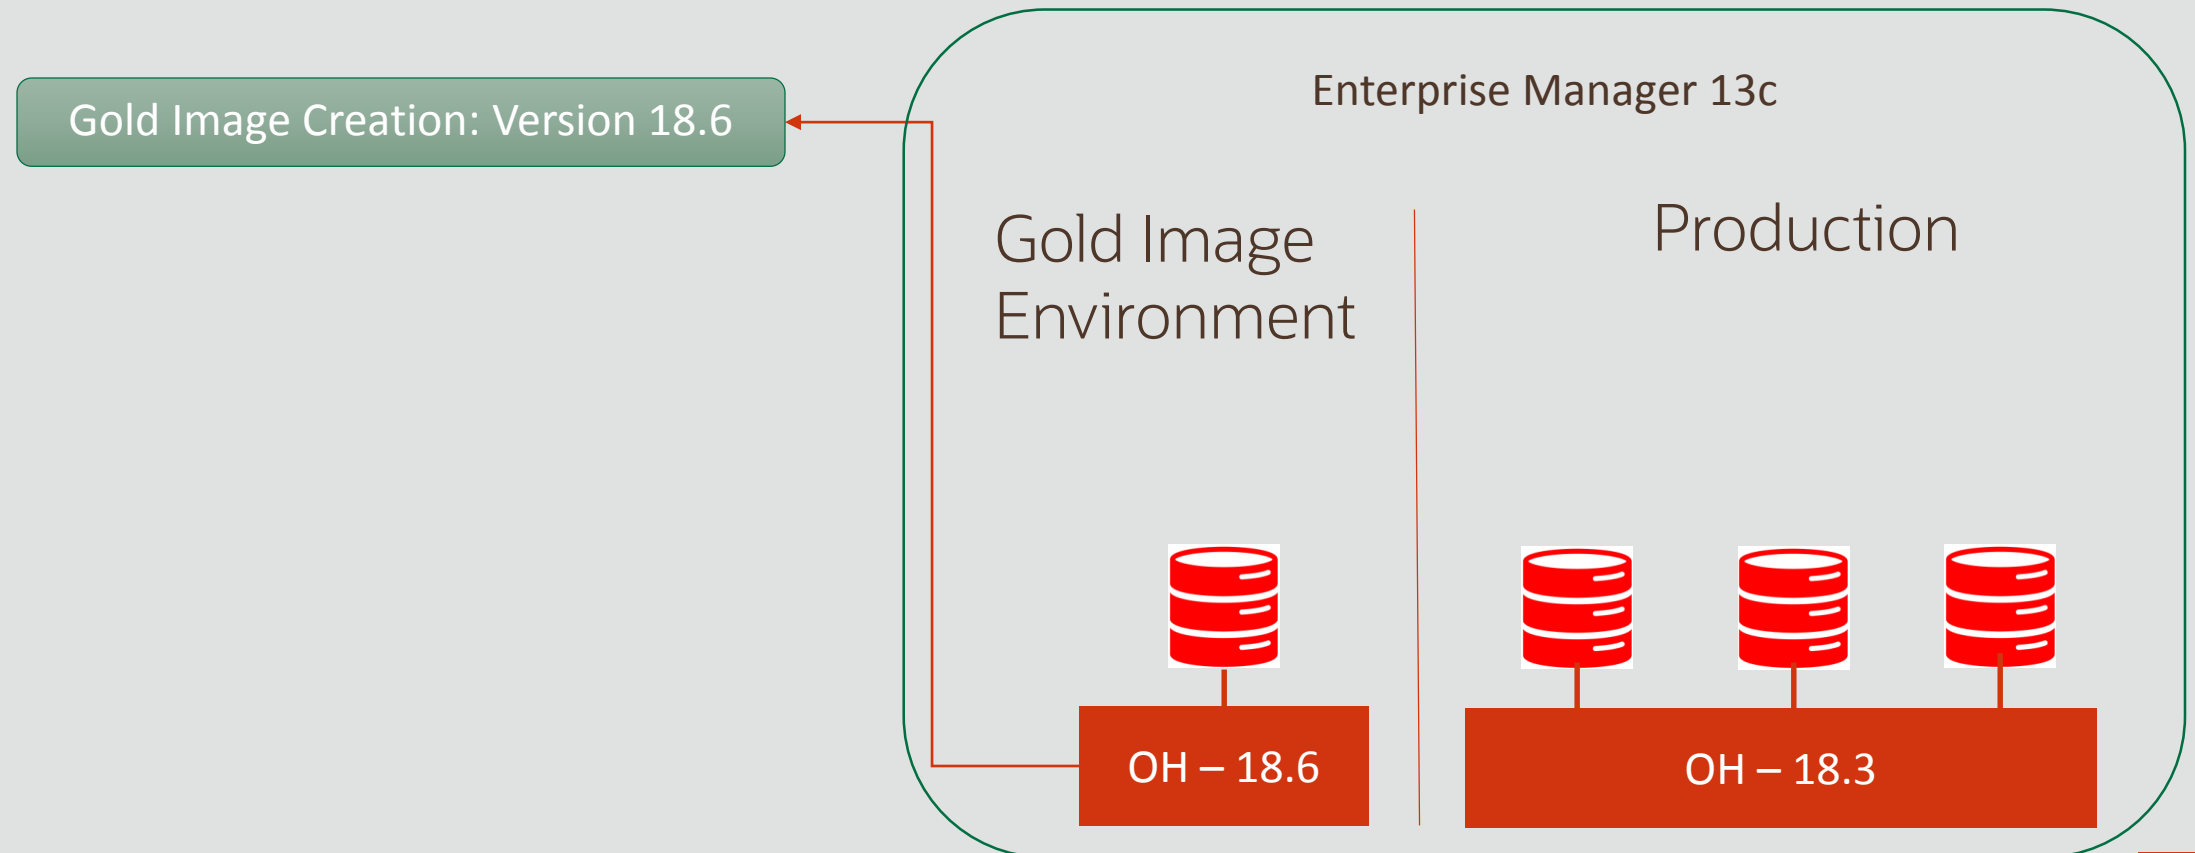 Gold Image Creation: Version 18.6
Enterprise Manager 13c
Gold Image
Environment
Production
OH – 18.6
OH – 18.3